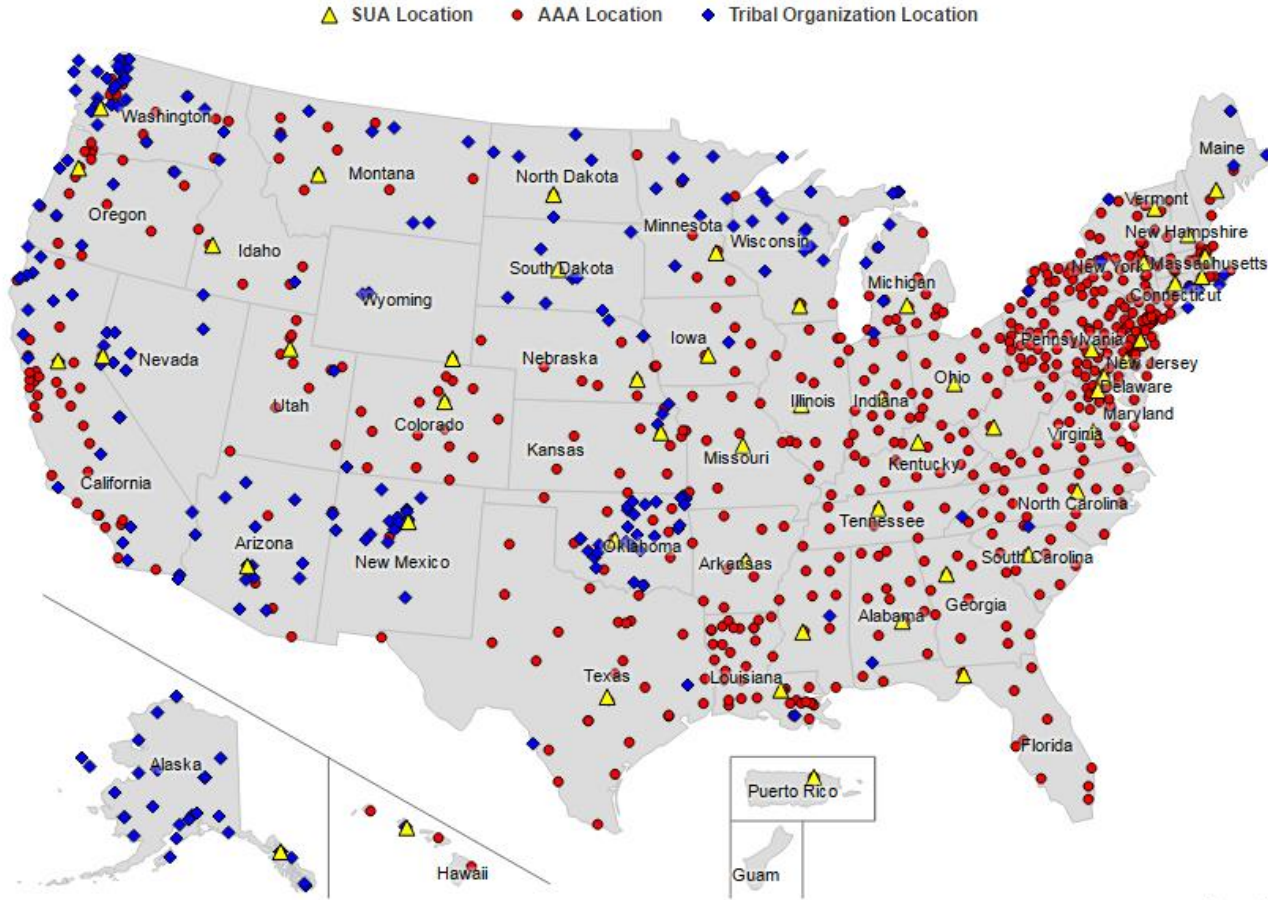 SUA Location AAA Location Tribal Organization Location
Washington
Maine
Montana
North Dakota
Vermont
Oregon
Minnesota
New Hampshire
Wisconsin
Idaho
New York
Massachusetts
South Dakota
Michigan
Connecticut
Wyoming
Pennsylvania
Iowa
Nevada
Nebraska
New Jersey
Ohio
Delaware
Utah
Illinois
Indiana
Maryland
Colorado
Virginia
Kansas
Missouri
Kentucky
California
North Carolina
Tennessee
Arizona
Oklahoma
New Mexico
Arkansas
South Carolina
Georgia
Alabama
Texas
Louisiana
Florida
Alaska
Puerto Rico
Hawaii
Guam